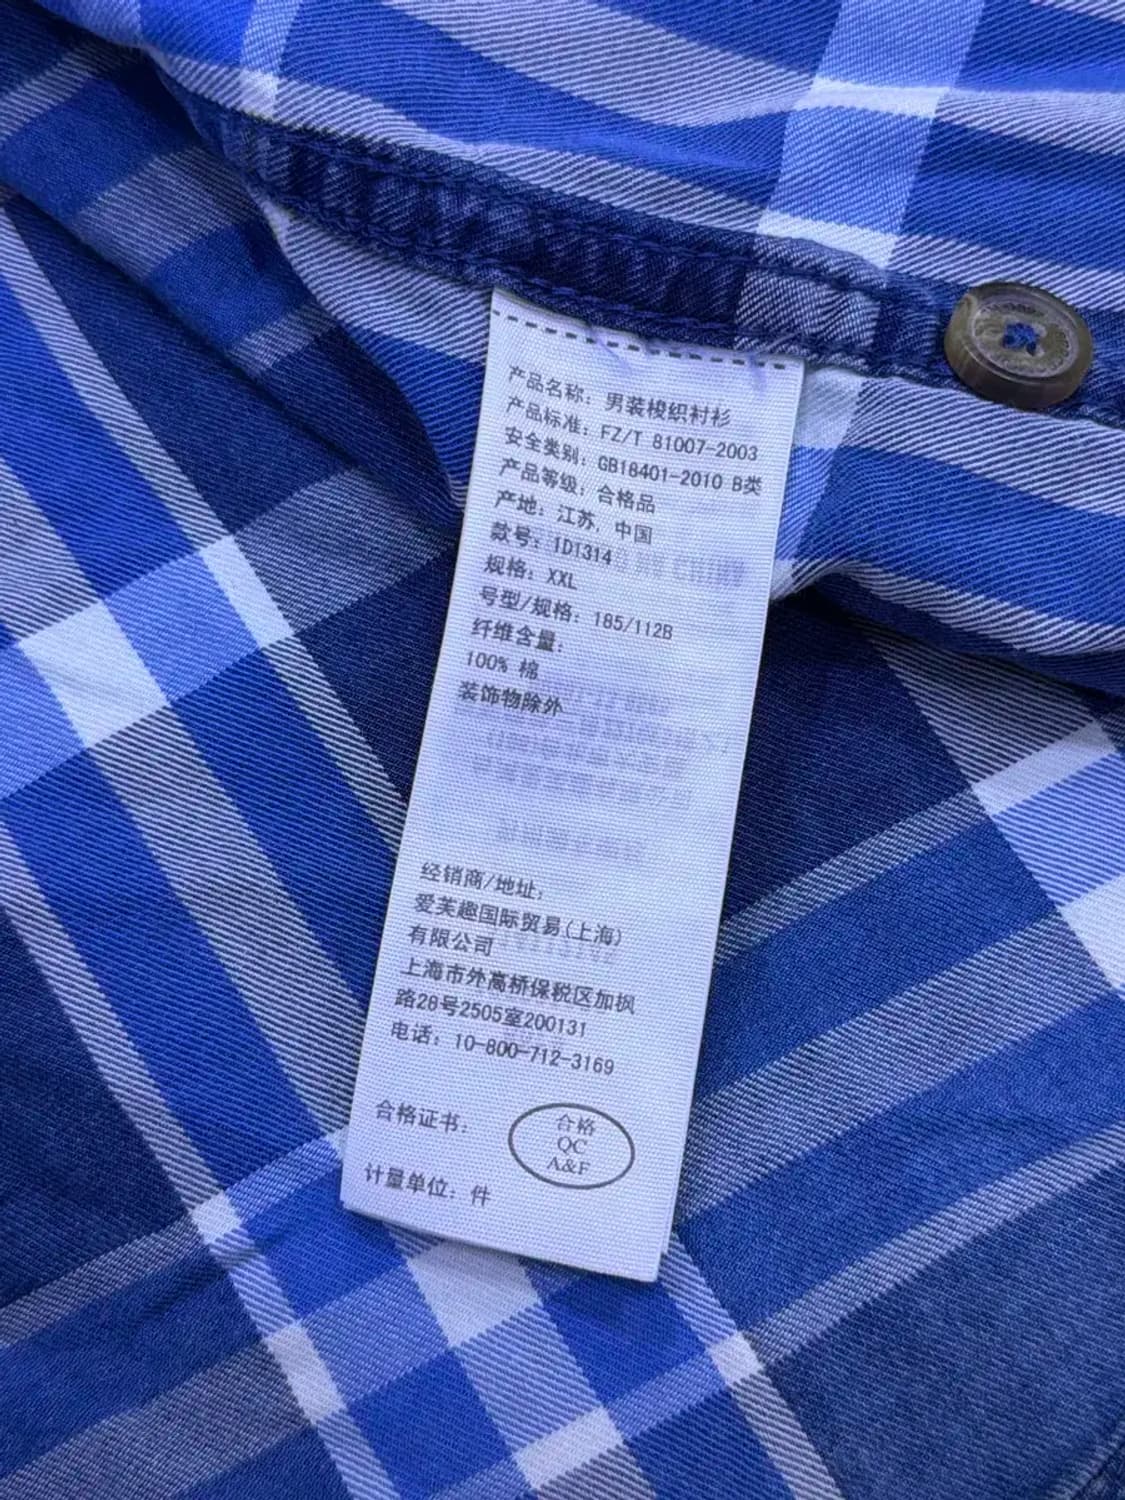 产品名称: 男装梭织衬衫
产品标准: FZ/T 81007-2003
安全类别: GB18401-2010 B类
产品等级: 合格品
产地: 江苏, 中国
款号: 1D1314
规格: XXL
号型/规格: 185/112B
纤维含量:
100% 棉
装饰物除外
经销商/地址:
爱芙趣国际贸易(上海)
有限公司
上海市外高桥保税区加枫
路28号2505室200131
电话: 10-800-712-3169
合格证书:
合格
QC
A&F
计量单位: 件